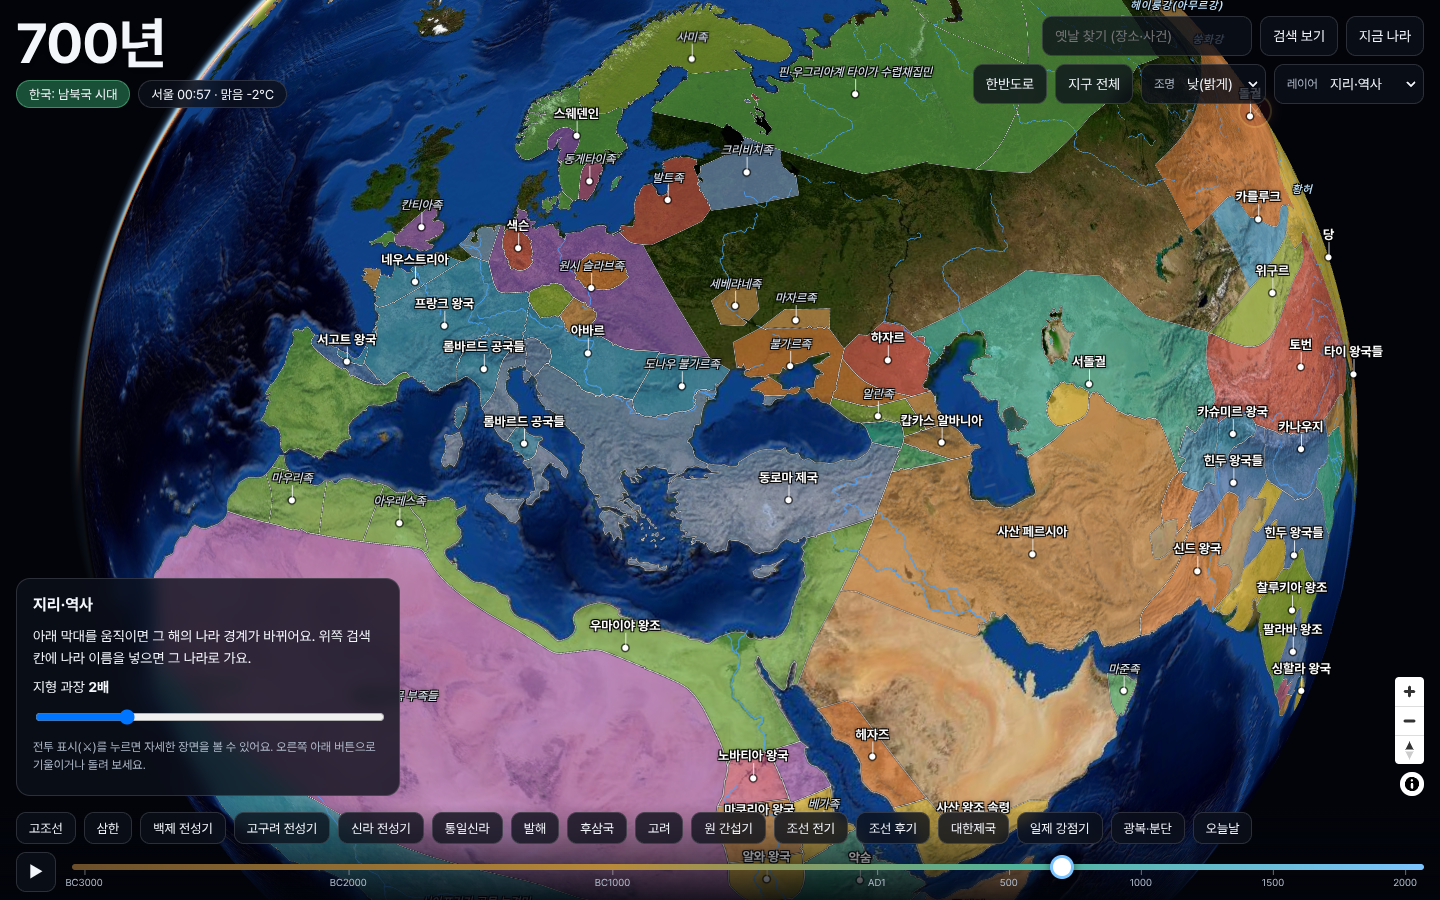 700년
한국: 남북국 시대
서울 00:57 · 맑음 -2°C
옛날 찾기 (장소·사건)
검색 보기
지금 나라
한반도로
지구 전체
조명 낮(밝게)
레이어 지리·역사
헤이룽강(아무르강)
쑹화강
돌궐
사미족
핀·우그리아계 타이가 수렵채집민
스웨덴인
동게타이족
크리비치족
발트족
칸티아족
색슨
네우스트리아
원시 슬라브족
프랑크 왕국
세베랴네족
마자르족
서고트 왕국
롬바르드 공국들
아바르
불가르족
하자르
도나우 불가르족
알란족
캅카스 알바니아
서돌궐
카를루크
황허
당
위구르
토번
타이 왕국들
카슈미르 왕국
카나우지
힌두 왕국들
롬바르드 공국들
동로마 제국
마우리족
아우레스족
사산 페르시아
신드 왕국
힌두 왕국들
찰루키아 왕조
팔라바 왕조
싱할라 왕국
우마이야 왕조
마준족
헤자즈
노바티아 왕국
마쿠리아 왕국
베기족
사산 왕조 속령
알와 왕국
악숨
부족들
지리·역사
아래 막대를 움직이면 그 해의 나라 경계가 바뀌어요. 위쪽 검색
칸에 나라 이름을 넣으면 그 나라로 가요.
지형 과장 2배
전투 표시(⚔)를 누르면 자세한 장면을 볼 수 있어요. 오른쪽 아래 버튼으로
기울이거나 돌려 보세요.
고조선
삼한
백제 전성기
고구려 전성기
신라 전성기
통일신라
발해
후삼국
고려
원 간섭기
조선 전기
조선 후기
대한제국
일제 강점기
광복·분단
오늘날
BC3000
BC2000
BC1000
AD1
500
1000
1500
2000